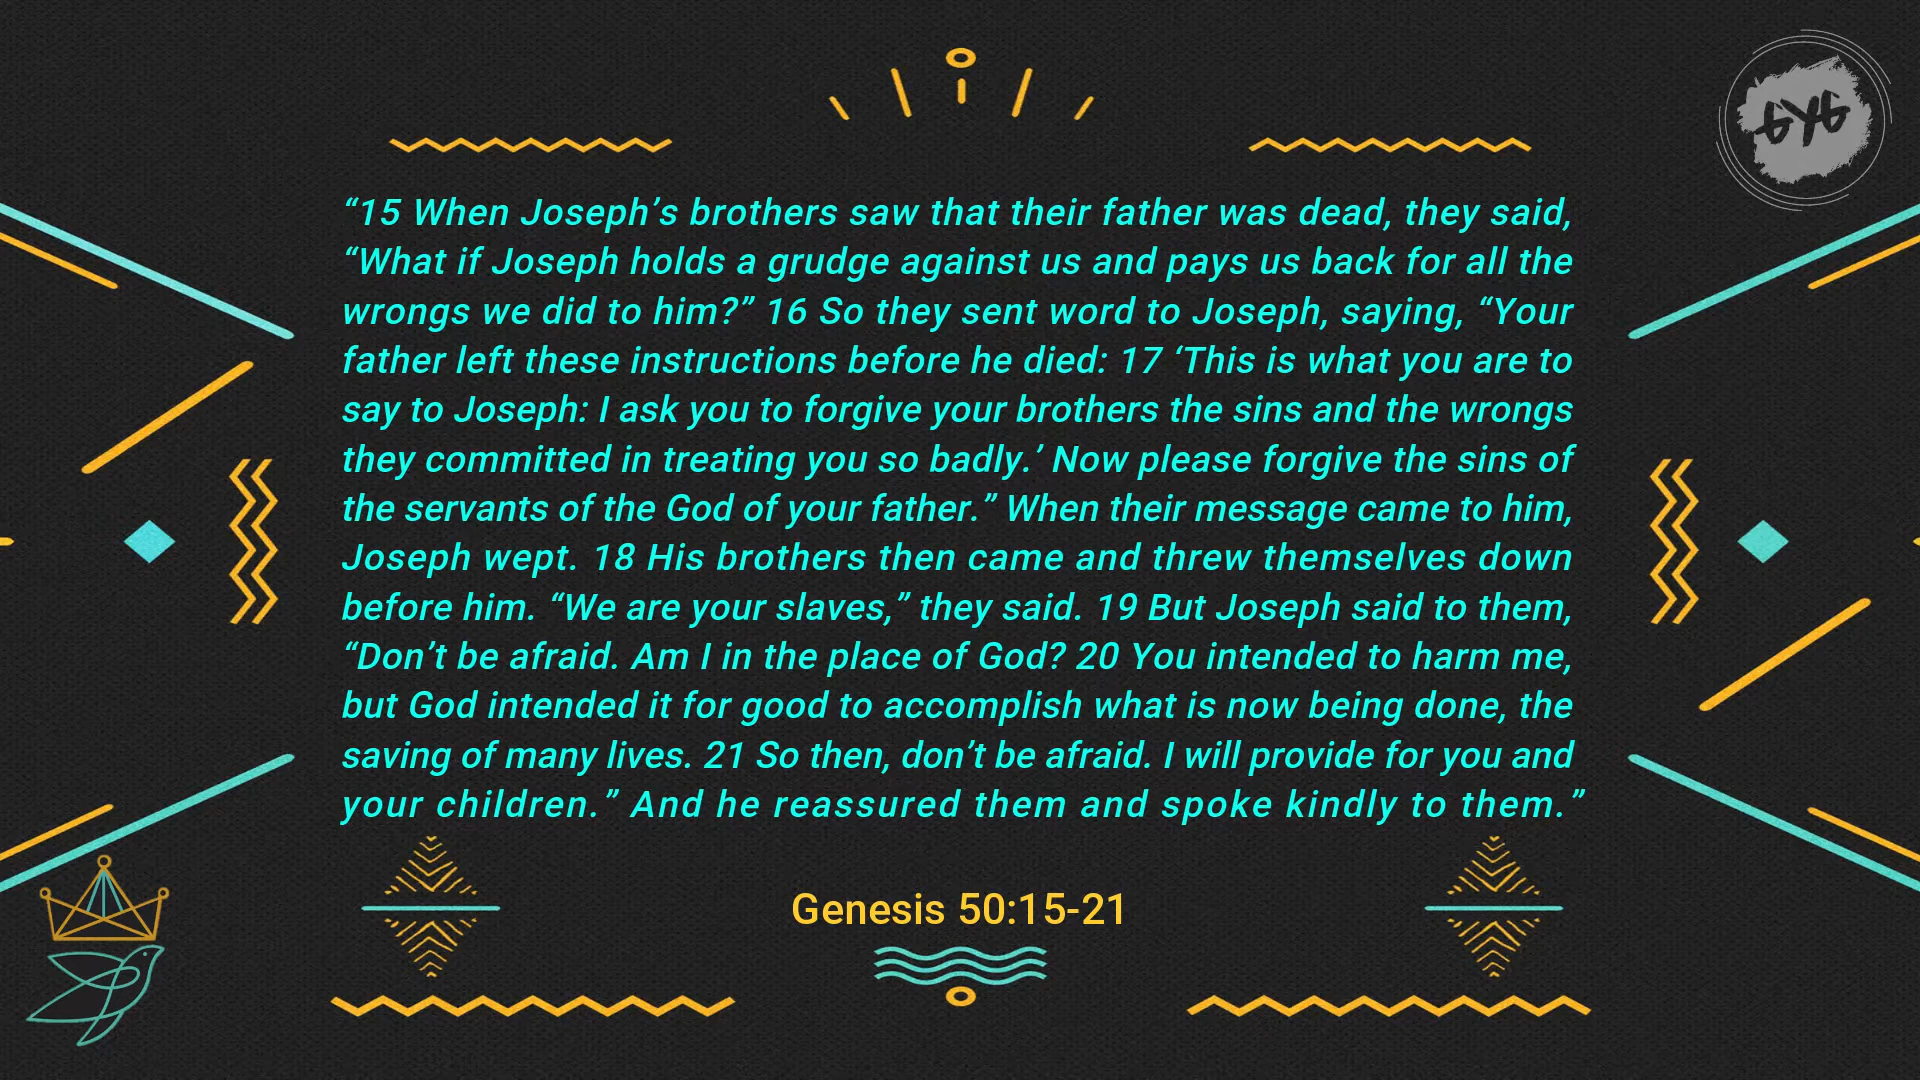 GYG
“15 When Joseph’s brothers saw that their father was dead, they said,
“What if Joseph holds a grudge against us and pays us back for all the
wrongs we did to him?” 16 So they sent word to Joseph, saying, “Your
father left these instructions before he died: 17 ‘This is what you are to
say to Joseph: I ask you to forgive your brothers the sins and the wrongs
they committed in treating you so badly.’ Now please forgive the sins of
the servants of the God of your father.” When their message came to him,
Joseph wept. 18 His brothers then came and threw themselves down
before him. “We are your slaves,” they said. 19 But Joseph said to them,
“Don’t be afraid. Am I in the place of God? 20 You intended to harm me,
but God intended it for good to accomplish what is now being done, the
saving of many lives. 21 So then, don’t be afraid. I will provide for you and
your children.” And he reassured them and spoke kindly to them.”
Genesis 50:15-21